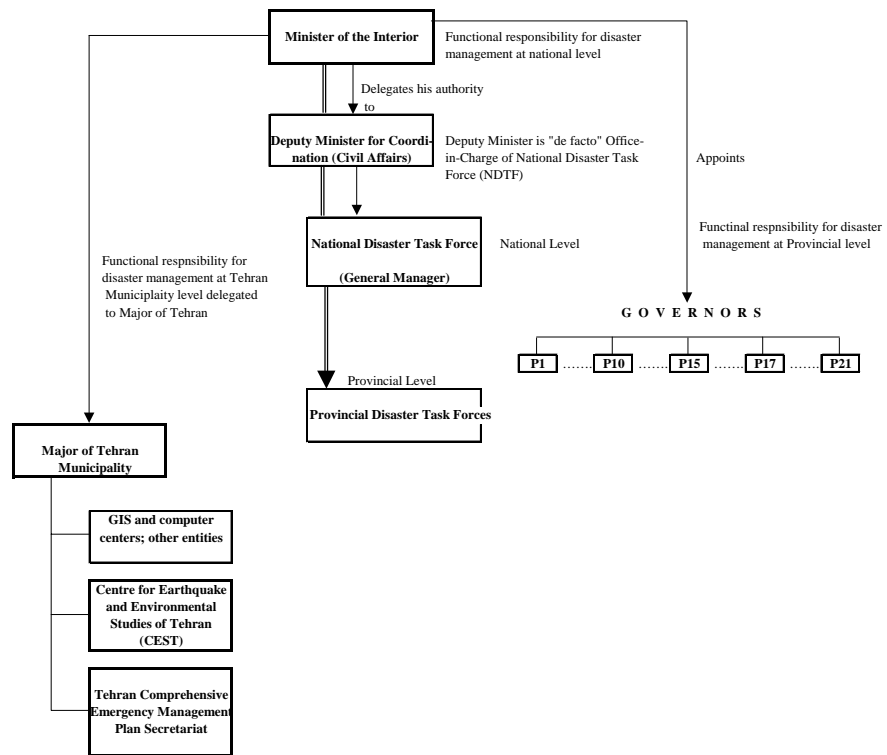 Minister of the Interior
Functional responsibility for disaster
management at national level
Delegates his authority
to
Deputy Minister for Coordi-
nation (Civil Affairs)
Deputy Minister is "de facto" Office-
in-Charge of National Disaster Task
Force (NDTF)
Appoints
National Disaster Task Force
(General Manager)
National Level
Functinal respnsibility for disaster
management at Provincial level
Functional respnsibility for
disaster management at Tehran
Municiplaity level delegated
to Major of Tehran
G O V E R N O R S
P1 ....... P10 ....... P15 ....... P17 ....... P21
Provincial Level
Provincial Disaster Task Forces
Major of Tehran
Municipality
GIS and computer
centers; other entities
Centre for Earthquake
and Environmental
Studies of Tehran
(CEST)
Tehran Comprehensive
Emergency Management
Plan Secretariat